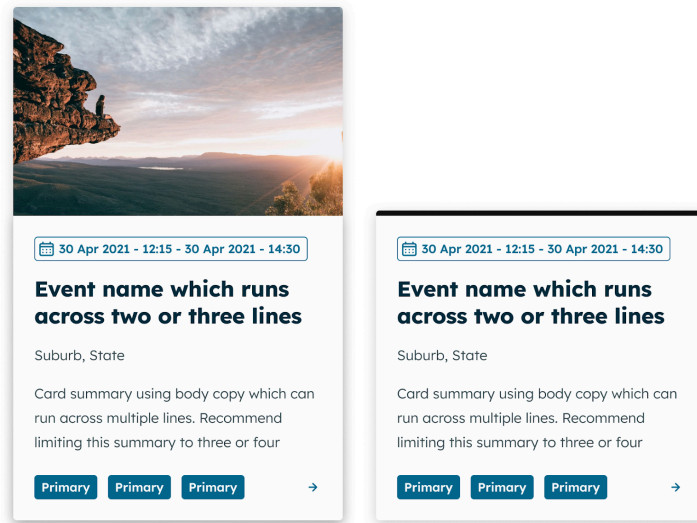 30 Apr 2021 - 12:15 - 30 Apr 2021 - 14:30
Event name which runs
across two or three lines
Suburb, State
Card summary using body copy which can
run across multiple lines. Recommend
limiting this summary to three or four
Primary Primary Primary
30 Apr 2021 - 12:15 - 30 Apr 2021 - 14:30
Event name which runs
across two or three lines
Suburb, State
Card summary using body copy which can
run across multiple lines. Recommend
limiting this summary to three or four
Primary Primary Primary